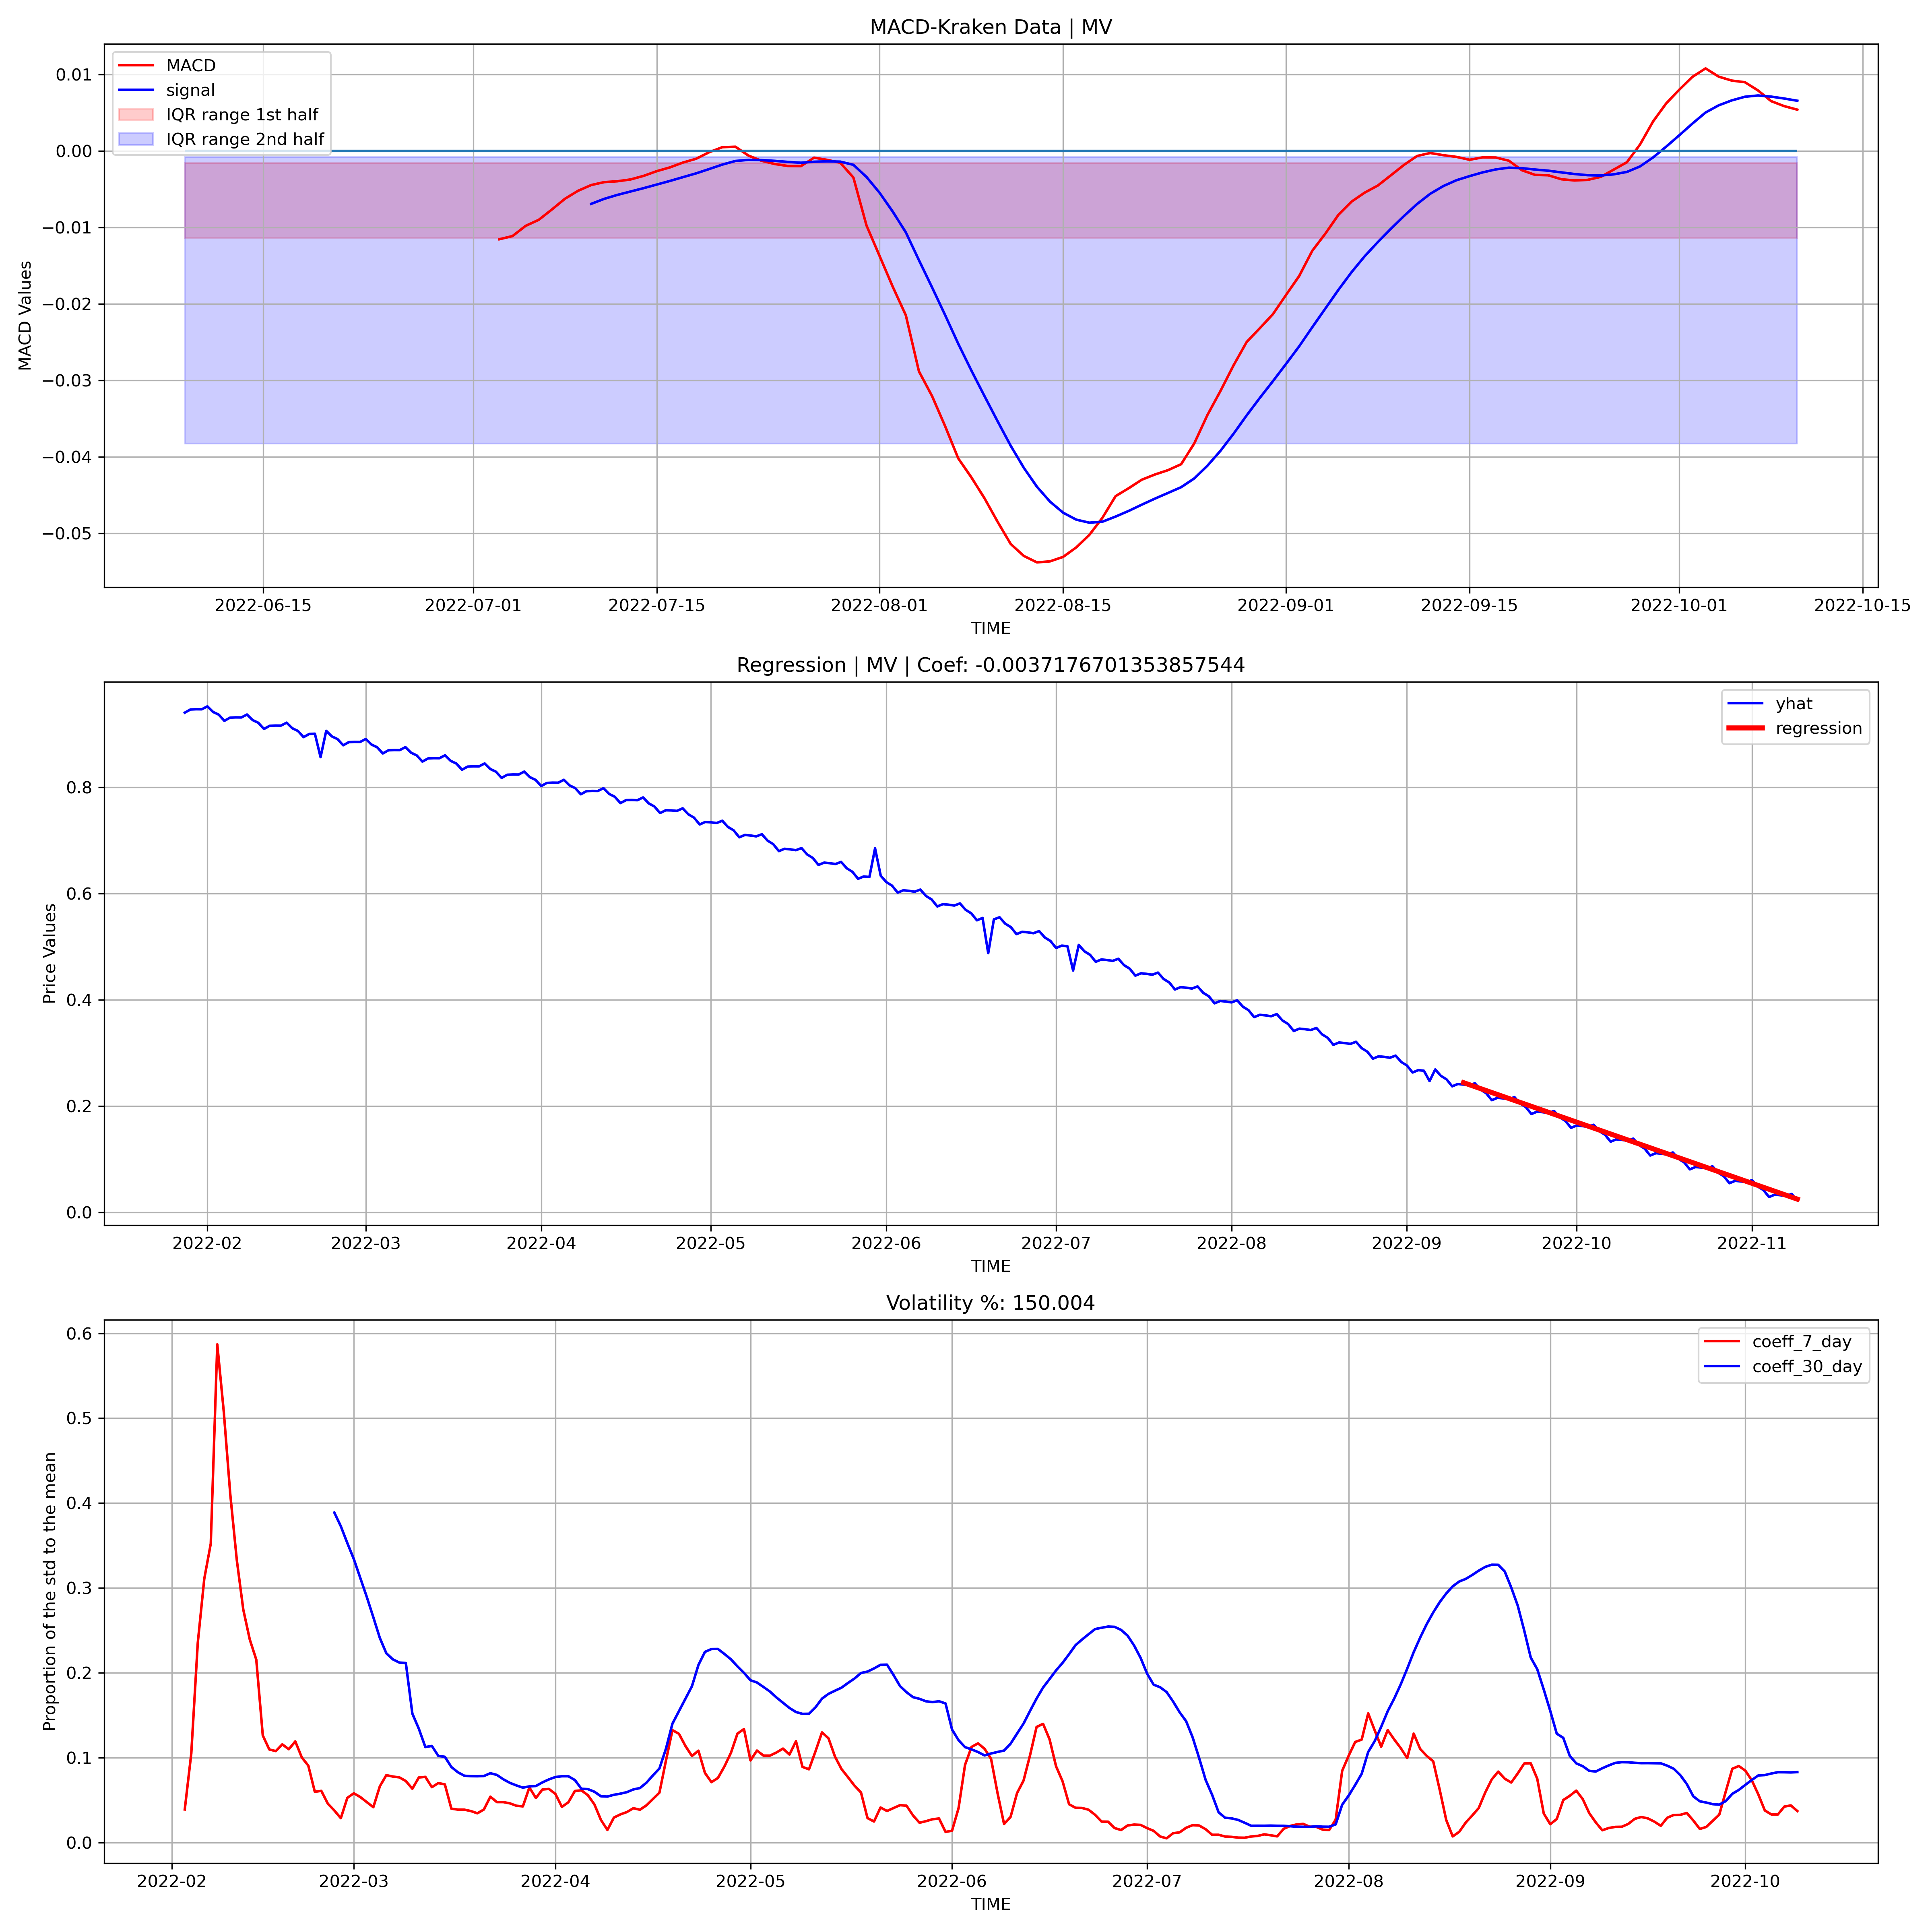 MACD-Kraken Data | MV
MACD
signal
IQR range 1st half
IQR range 2nd half
MACD Values
0.01
0.00
−0.01
−0.02
−0.03
−0.04
−0.05
2022-06-15 2022-07-01 2022-07-15 2022-08-01 2022-08-15 2022-09-01 2022-09-15 2022-10-01 2022-10-15
TIME
Regression | MV | Coef: -0.0037176701353857544
yhat
regression
Price Values
0.8
0.6
0.4
0.2
0.0
2022-02 2022-03 2022-04 2022-05 2022-06 2022-07 2022-08 2022-09 2022-10 2022-11
TIME
Volatility %: 150.004
coeff_7_day
coeff_30_day
Proportion of the std to the mean
0.6
0.5
0.4
0.3
0.2
0.1
0.0
2022-02 2022-03 2022-04 2022-05 2022-06 2022-07 2022-08 2022-09 2022-10
TIME